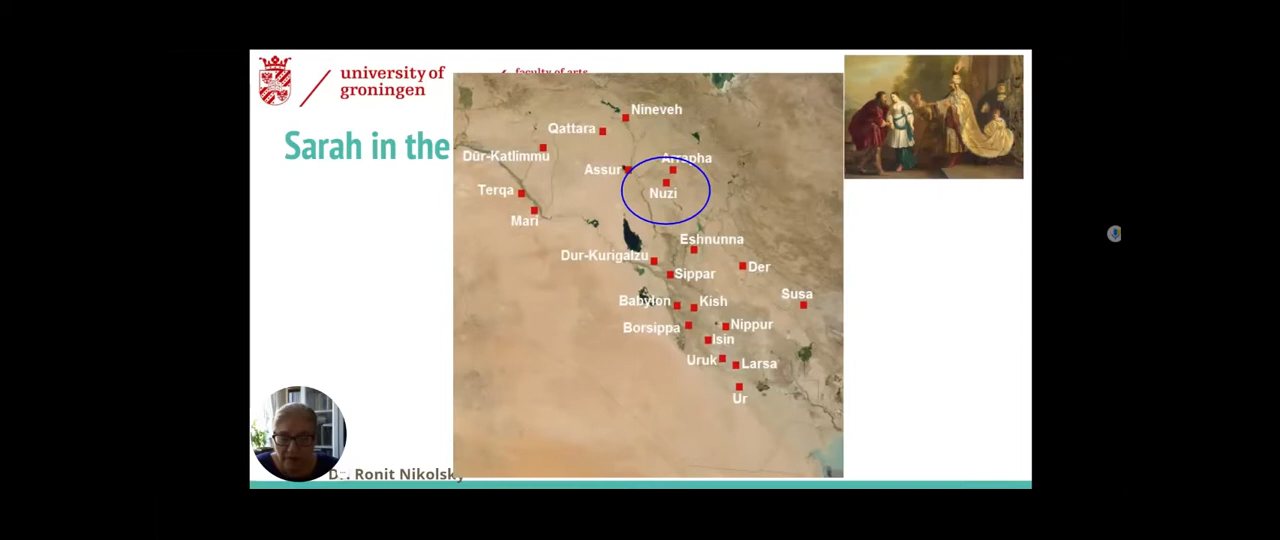 university of
groningen
faculty of arts
Sarah in the
Nineveh
Qattara
Dur-Katlimmu
Arrapha
Assur
Terqa
Nuzi
Mari
Eshnunna
Dur-Kurigalzu
Der
Sippar
Susa
Babylon
Kish
Borsippa
Nippur
Isin
Uruk
Larsa
Ur
Dr. Ronit Nikolsky